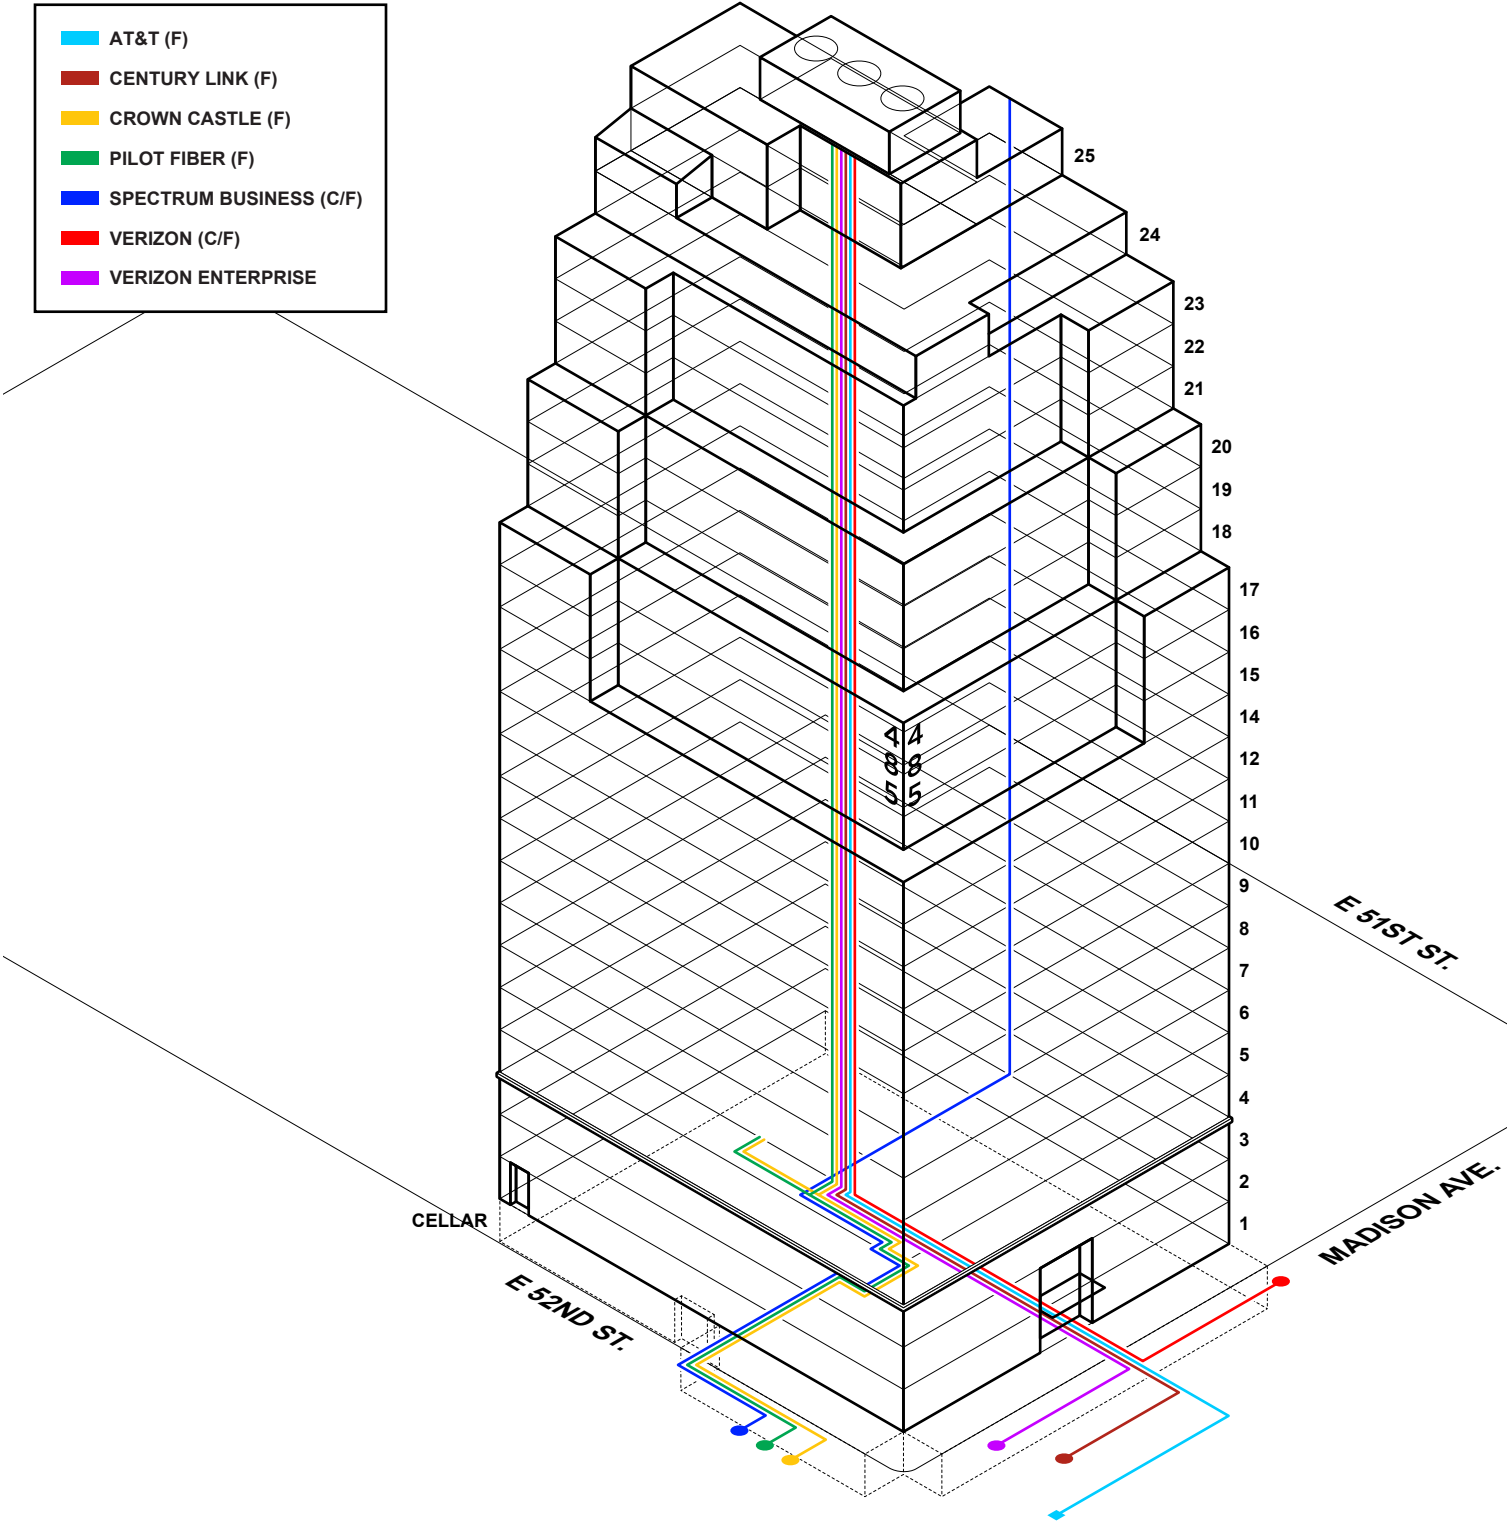 AT&T (F)
CENTURY LINK (F)
CROWN CASTLE (F)
PILOT FIBER (F)
SPECTRUM BUSINESS (C/F)
VERIZON (C/F)
VERIZON ENTERPRISE
25
24
23
22
21
20
19
18
17
16
15
14
12
11
10
9
8
7
6
5
4
3
2
1
4 4
8 8
5 5
E 51ST ST.
MADISON AVE.
CELLAR
E 52ND ST.